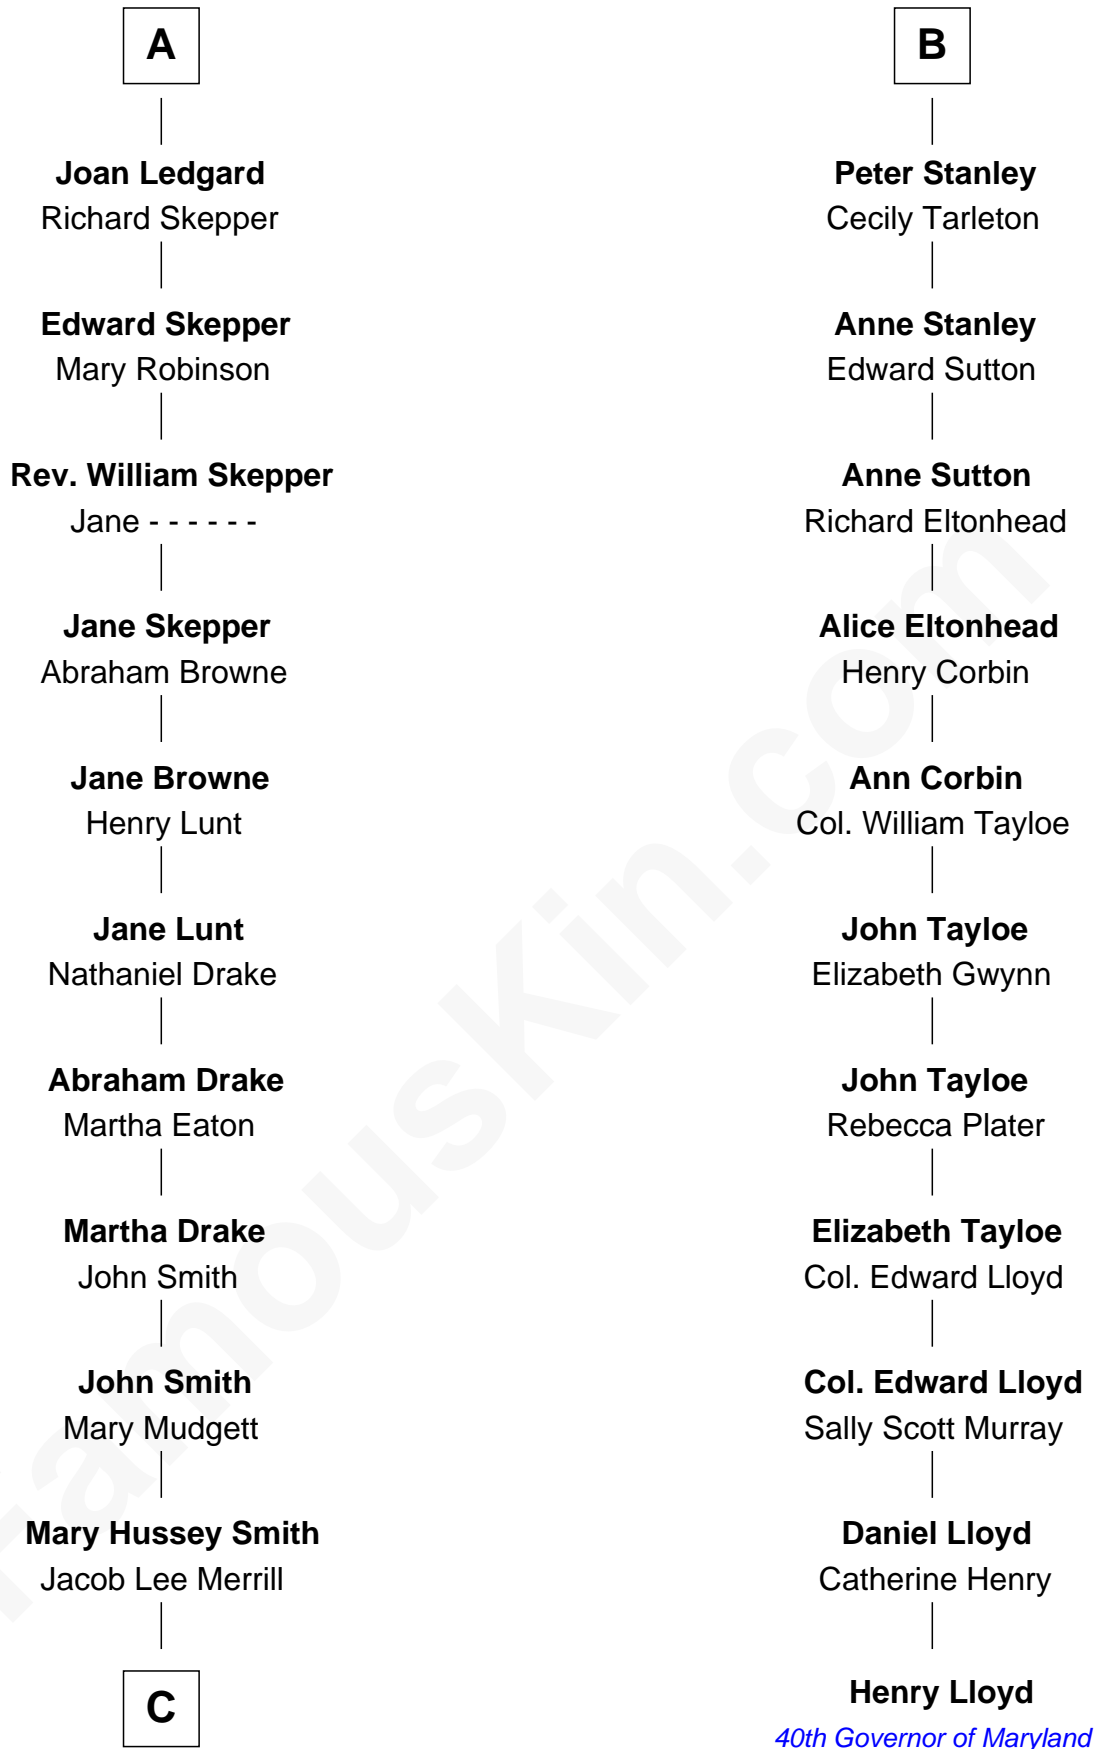 A
Joan Ledgard
Richard Skepper
Edward Skepper
Mary Robinson
Rev. William Skepper
Jane - - - - - -
Jane Skepper
Abraham Browne
Jane Browne
Henry Lunt
Jane Lunt
Nathaniel Drake
Abraham Drake
Martha Eaton
Martha Drake
John Smith
John Smith
Mary Mudgett
Mary Hussey Smith
Jacob Lee Merrill
C
B
Peter Stanley
Cecily Tarleton
Anne Stanley
Edward Sutton
Anne Sutton
Richard Eltonhead
Alice Eltonhead
Henry Corbin
Ann Corbin
Col. William Tayloe
John Tayloe
Elizabeth Gwynn
John Tayloe
Rebecca Plater
Elizabeth Tayloe
Col. Edward Lloyd
Col. Edward Lloyd
Sally Scott Murray
Daniel Lloyd
Catherine Henry
Henry Lloyd
40th Governor of Maryland
FamousKin.com